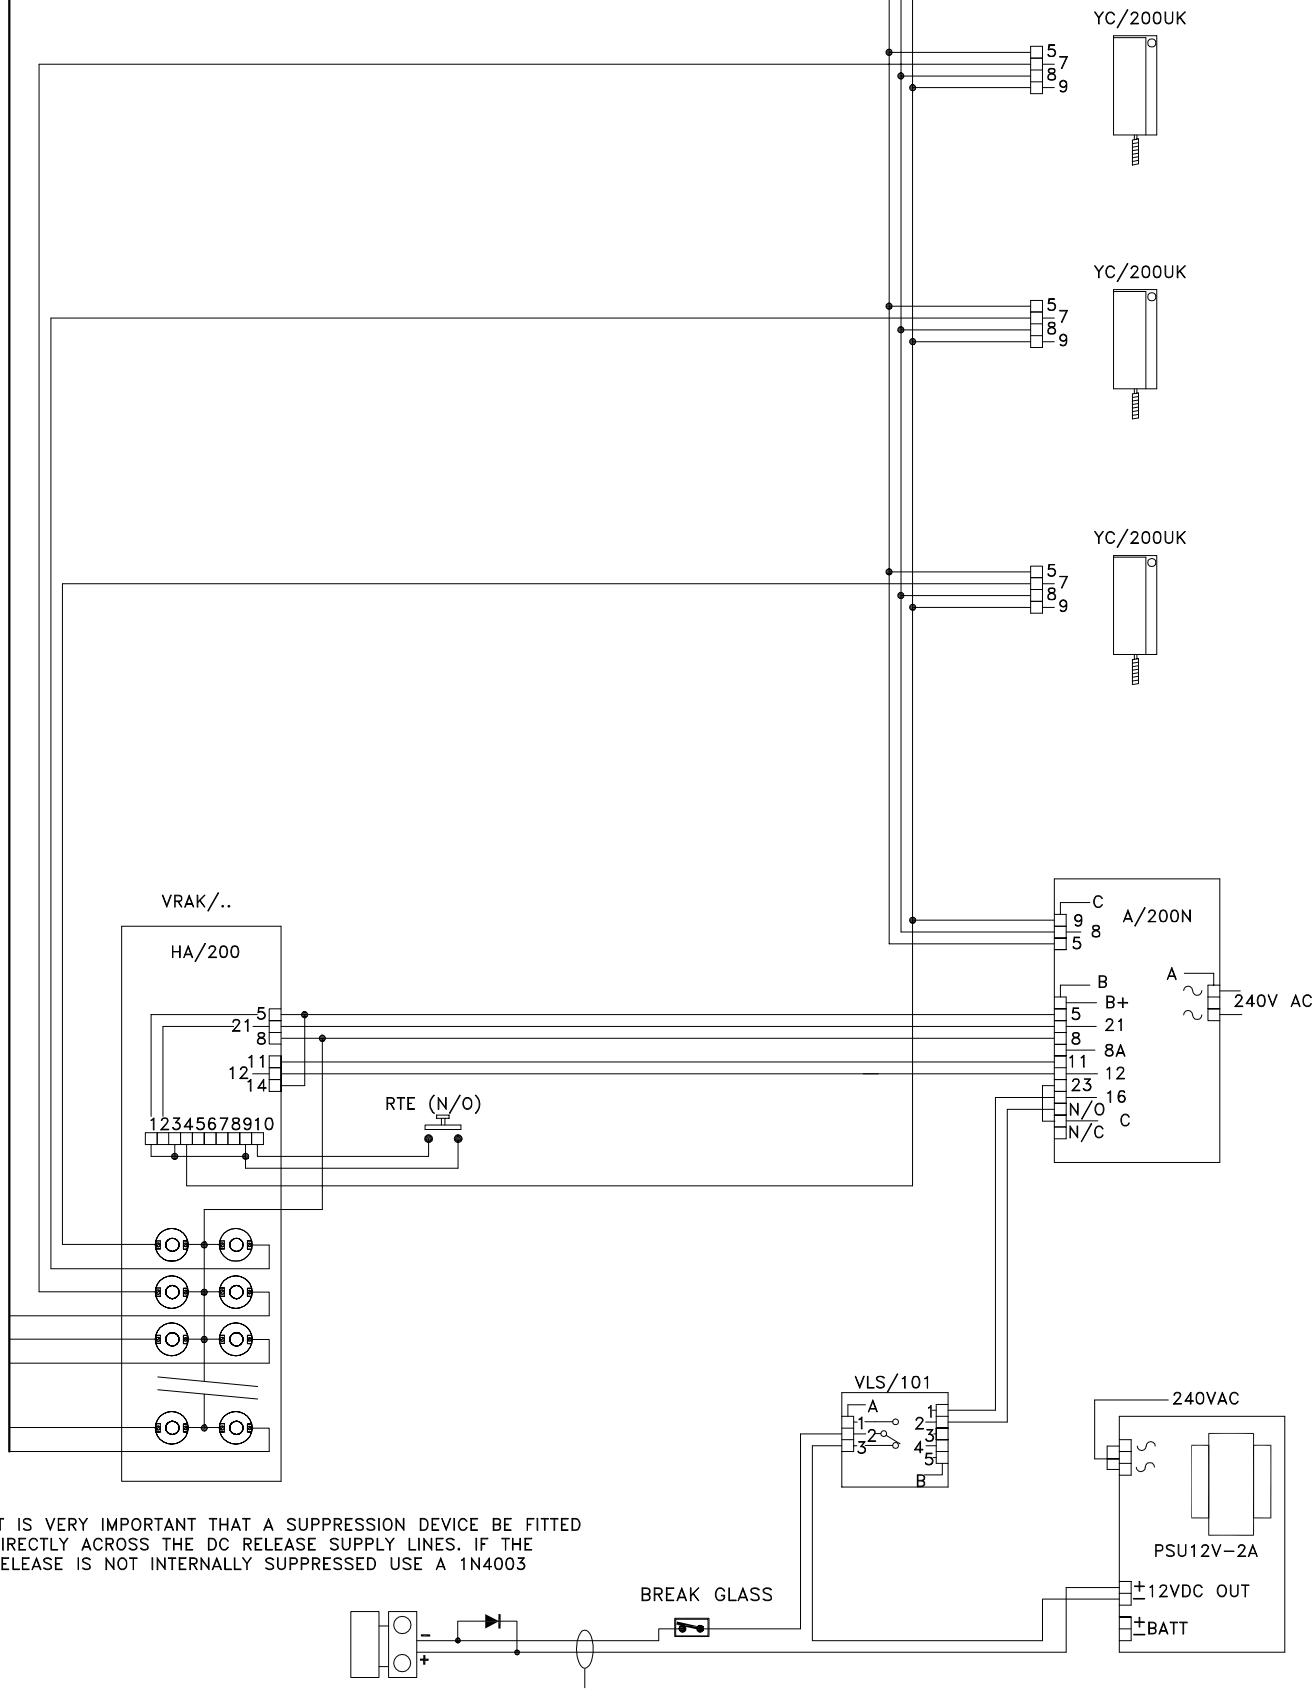 YC/200UK
5
7
8
9
YC/200UK
5
7
8
9
YC/200UK
5
7
8
9
VRAK/..
HA/200
5
21
8
11
12
14
12345678910
RTE (N/O)
C
9
8
5
A/200N
B
B+
5
21
8
8A
11
12
23
16
N/O
C
N/C
A
240V AC
VLS/101
A
1
2
3
1
2
3
4
5
B
240VAC
PSU12V-2A
+
-
12VDC OUT
+
-
BATT
T IS VERY IMPORTANT THAT A SUPPRESSION DEVICE BE FITTED
IRECTLY ACROSS THE DC RELEASE SUPPLY LINES. IF THE
ELEASE IS NOT INTERNALLY SUPPRESSED USE A 1N4003
BREAK GLASS
-
+